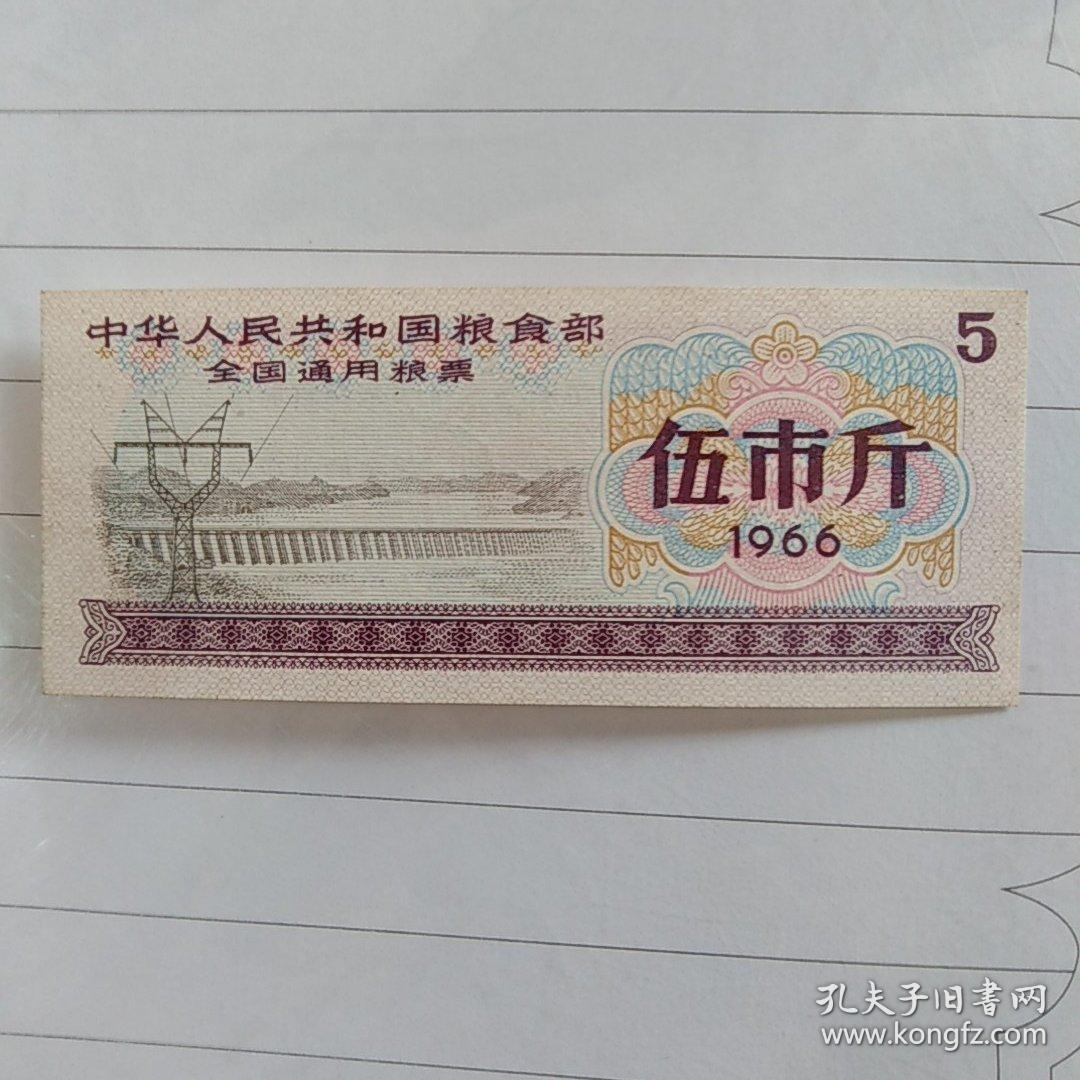 中华人民共和国粮食部
全国通用粮票
5
伍市斤
1966
孔夫子旧书网
www.kongfz.com